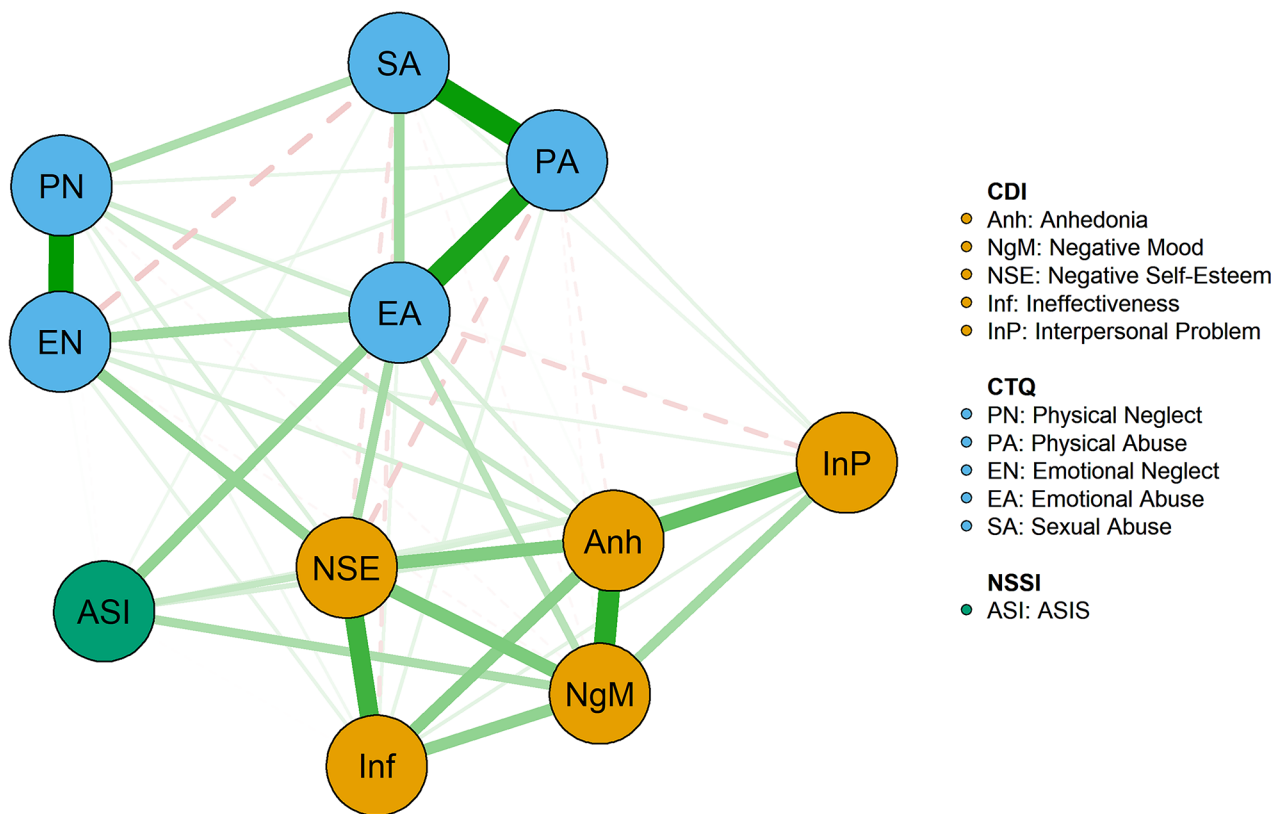 SA
PA
PN
EA
EN
InP
Anh
NSE
ASI
NgM
Inf
CDI
Anh: Anhedonia
NgM: Negative Mood
NSE: Negative Self-Esteem
Inf: Ineffectiveness
InP: Interpersonal Problem
CTQ
PN: Physical Neglect
PA: Physical Abuse
EN: Emotional Neglect
EA: Emotional Abuse
SA: Sexual Abuse
NSSI
ASI: ASIS